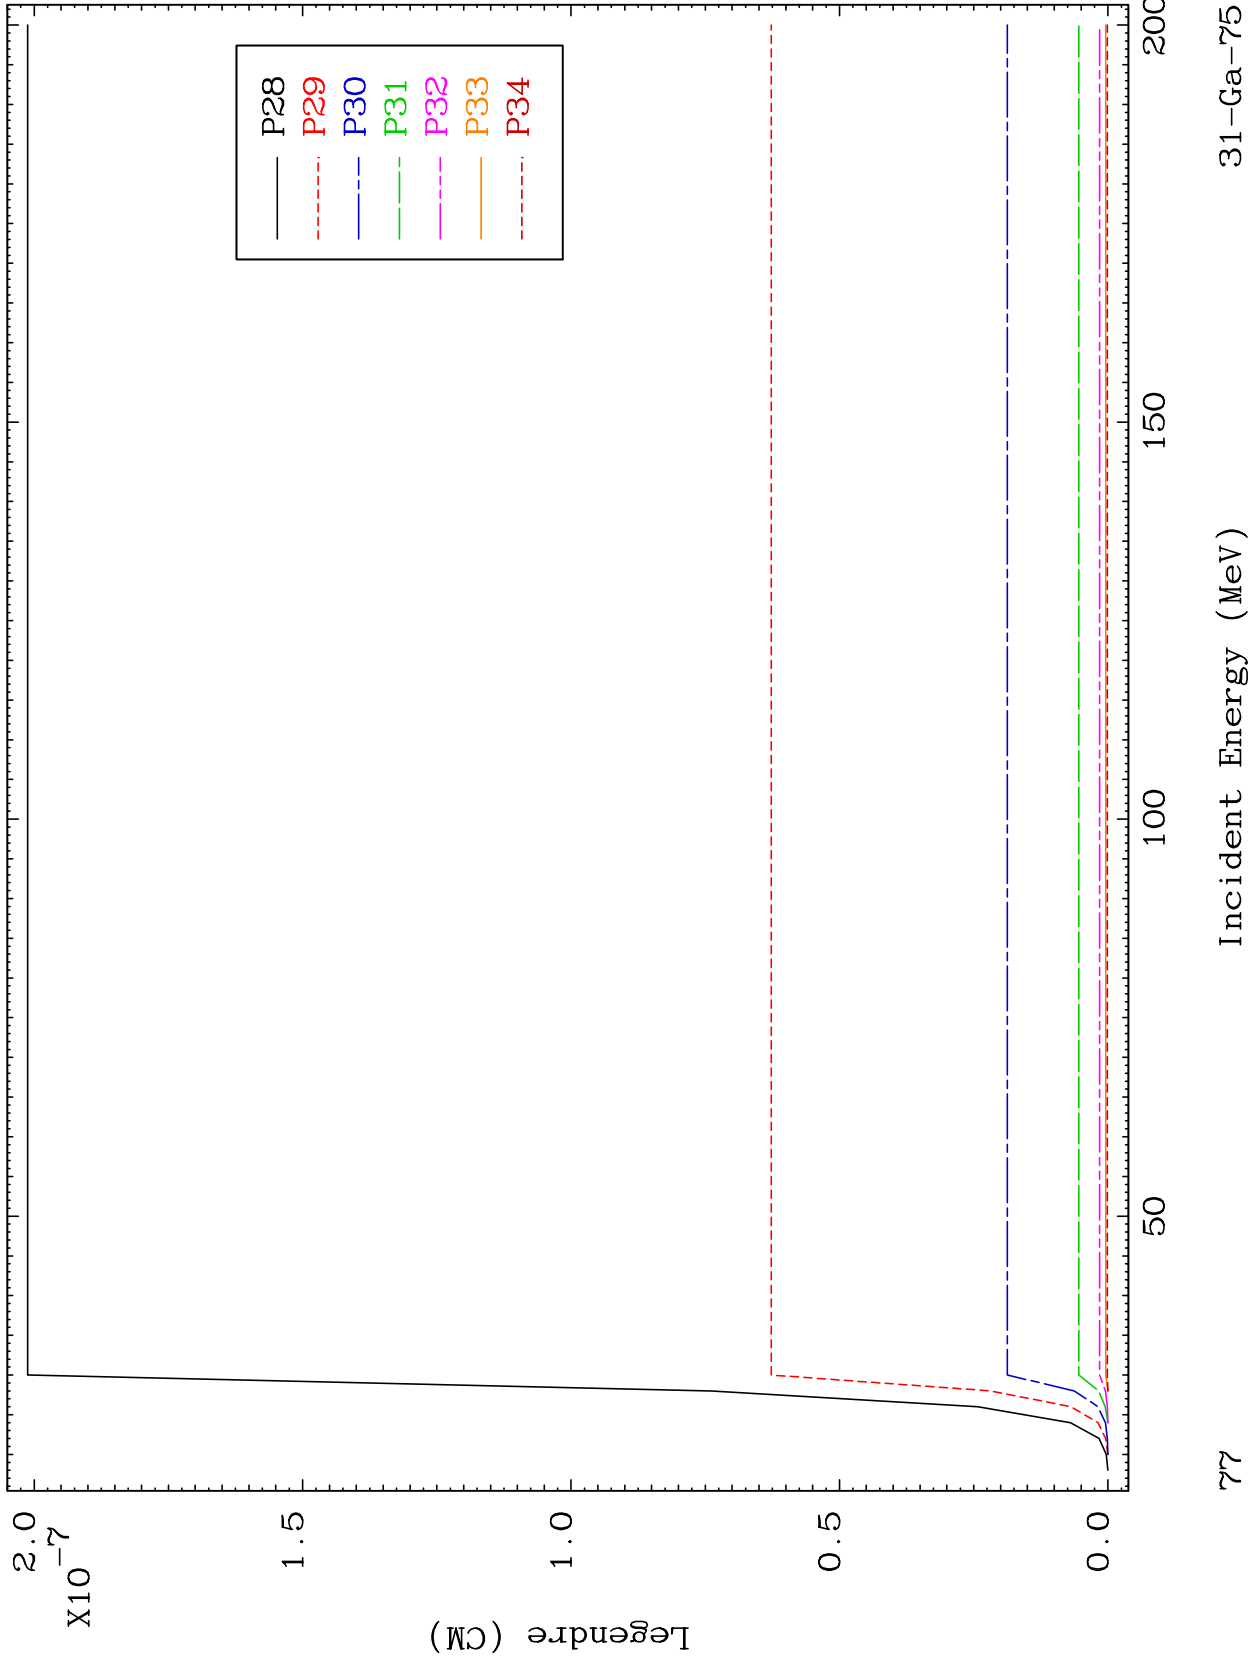 2.0
X10
-7
1.5
1.0
0.5
0.0
Legendre (CM)
P28
P29
P30
P31
P32
P33
P34
50
100
150
200
Incident Energy (MeV)
77
31-Ga-75